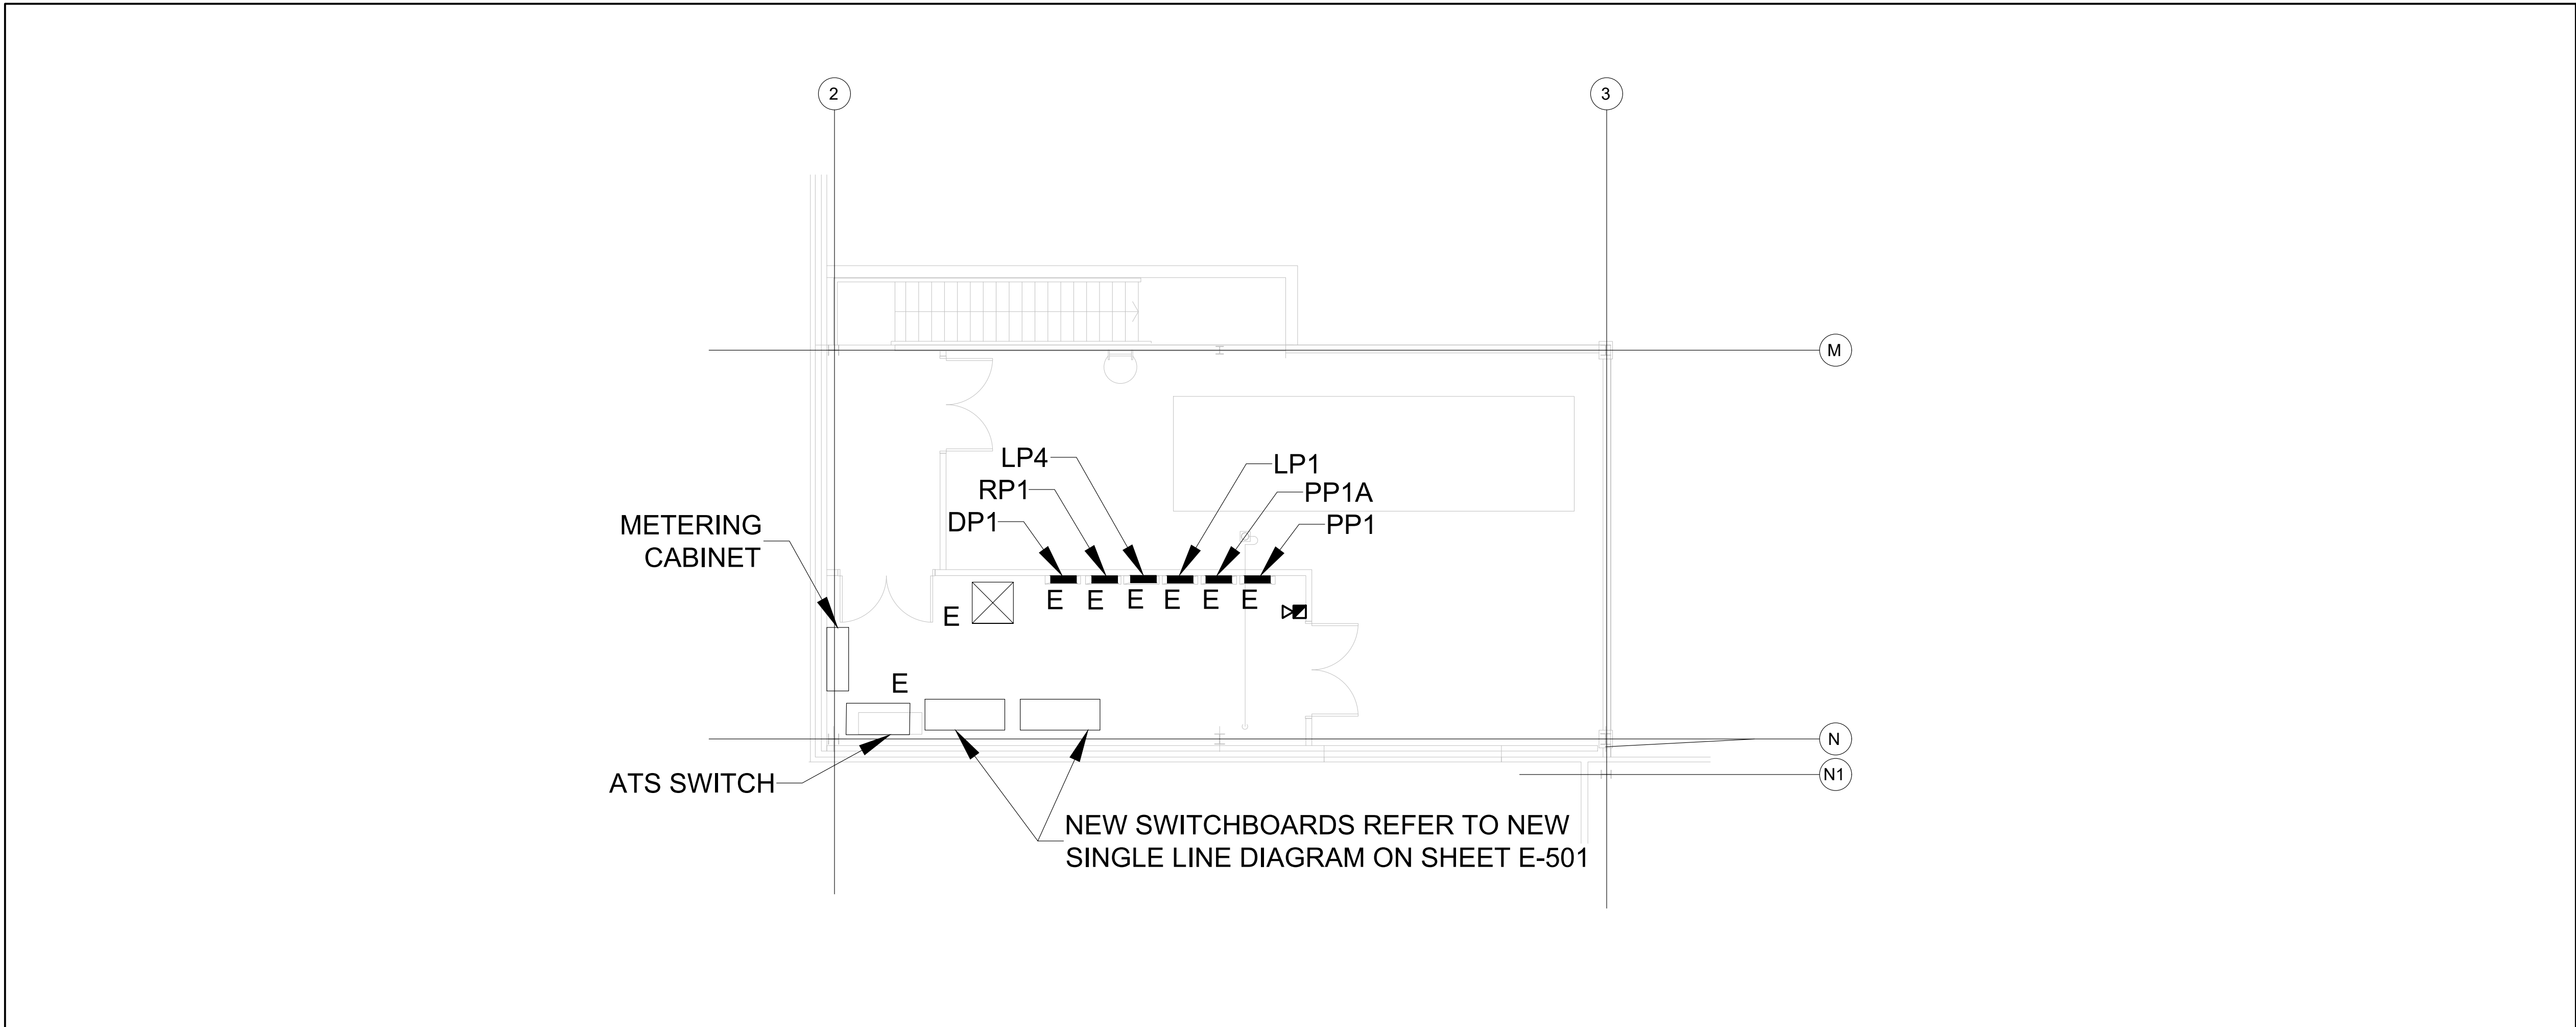 2
3
M
LP4
LP1
RP1
PP1A
DP1
PP1
METERING
CABINET
E
E
E
E
E
E
E
E
N
N1
ATS SWITCH
NEW SWITCHBOARDS REFER TO NEW
SINGLE LINE DIAGRAM ON SHEET E-501